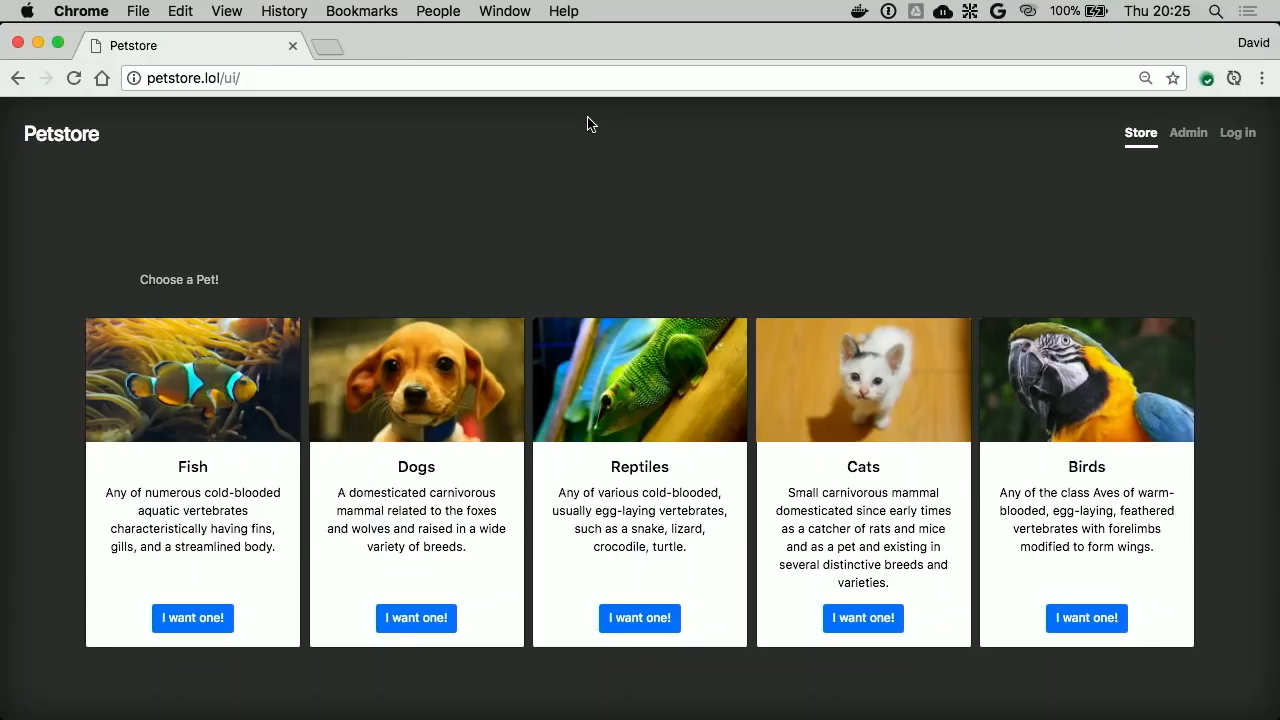 Chrome File Edit View History Bookmarks People Window Help 100% Thu 20:25
Petstore
David
petstore.lol/ui/
Petstore
Store Admin Log in
Choose a Pet!
Fish
Any of numerous cold-blooded
aquatic vertebrates
characteristically having fins,
gills, and a streamlined body.
I want one!
Dogs
A domesticated carnivorous
mammal related to the foxes
and wolves and raised in a wide
variety of breeds.
I want one!
Reptiles
Any of various cold-blooded,
usually egg-laying vertebrates,
such as a snake, lizard,
crocodile, turtle.
I want one!
Cats
Small carnivorous mammal
domesticated since early times
as a catcher of rats and mice
and as a pet and existing in
several distinctive breeds and
varieties.
I want one!
Birds
Any of the class Aves of warm-
blooded, egg-laying, feathered
vertebrates with forelimbs
modified to form wings.
I want one!